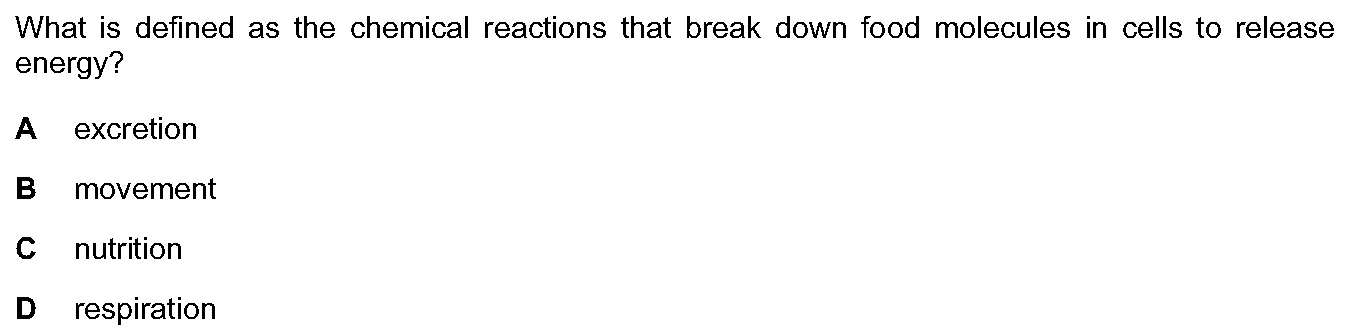 What is defined as the chemical reactions that break down food molecules in cells to release
energy?
A excretion
B movement
C nutrition
D respiration